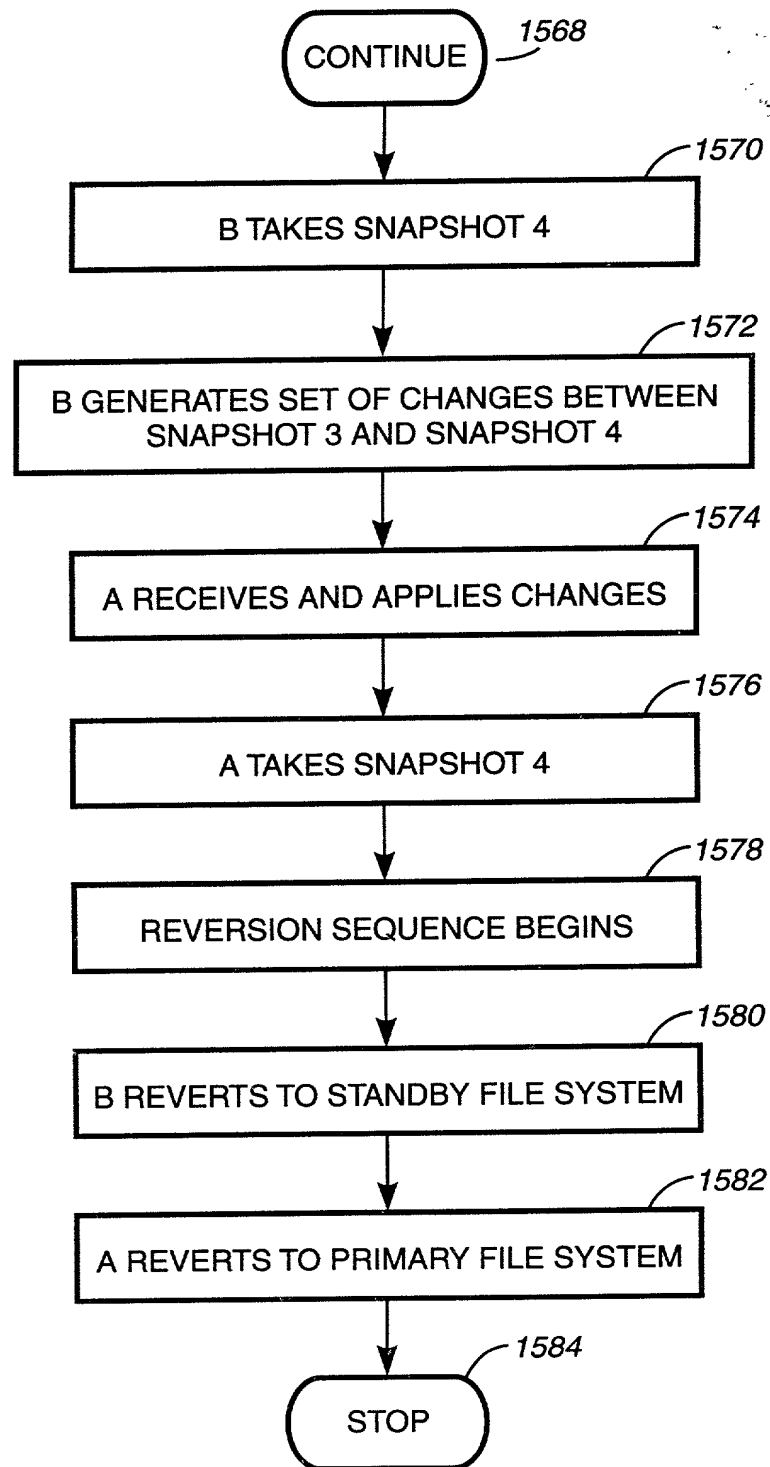 CONTINUE
1568
1570
B TAKES SNAPSHOT 4
1572
B GENERATES SET OF CHANGES BETWEEN
SNAPSHOT 3 AND SNAPSHOT 4
1574
A RECEIVES AND APPLIES CHANGES
1576
A TAKES SNAPSHOT 4
1578
REVERSION SEQUENCE BEGINS
1580
B REVERTS TO STANDBY FILE SYSTEM
1582
A REVERTS TO PRIMARY FILE SYSTEM
1584
STOP